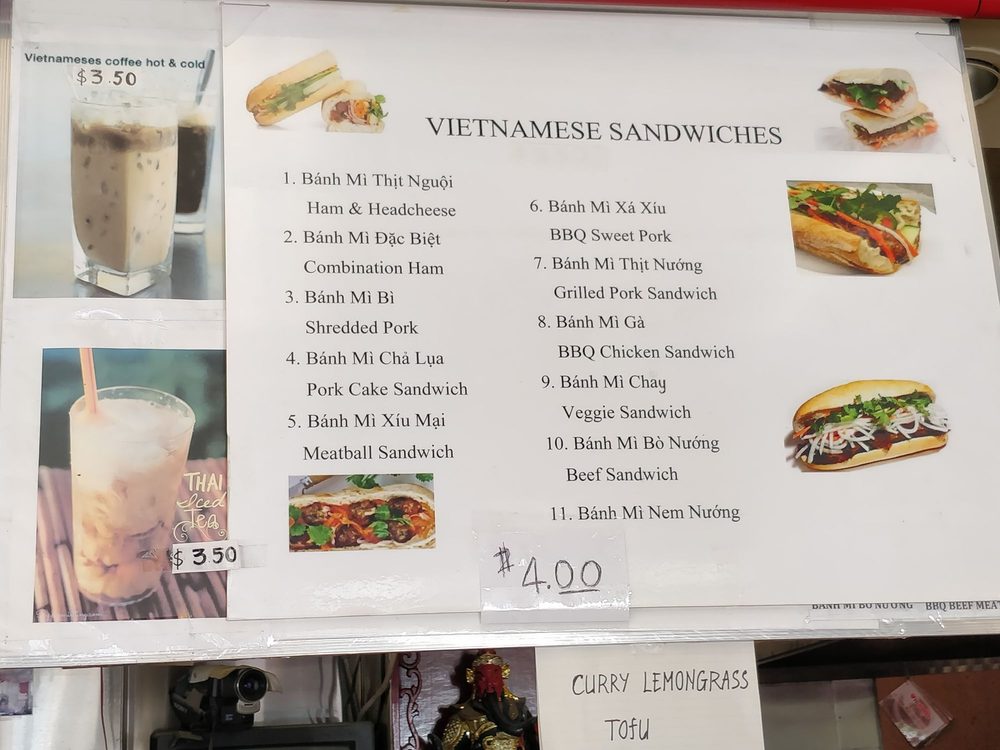 Vietnameses coffee hot & cold
$3.50
THAI
Iced
Tea
$ 3.50
VIETNAMESE SANDWICHES
1. Bánh Mì Thịt Nguội
Ham & Headcheese
2. Bánh Mì Đặc Biệt
Combination Ham
3. Bánh Mì Bì
Shredded Pork
4. Bánh Mì Chả Lụa
Pork Cake Sandwich
5. Bánh Mì Xíu Mại
Meatball Sandwich
6. Bánh Mì Xá Xíu
BBQ Sweet Pork
7. Bánh Mì Thịt Nướng
Grilled Pork Sandwich
8. Bánh Mì Gà
BBQ Chicken Sandwich
9. Bánh Mì Chay
Veggie Sandwich
10. Bánh Mì Bò Nướng
Beef Sandwich
11. Bánh Mì Nem Nướng
$4.00
BANH MI BO NUONG BBQ BEEF MEA
CURRY LEMONGRASS
TOFU